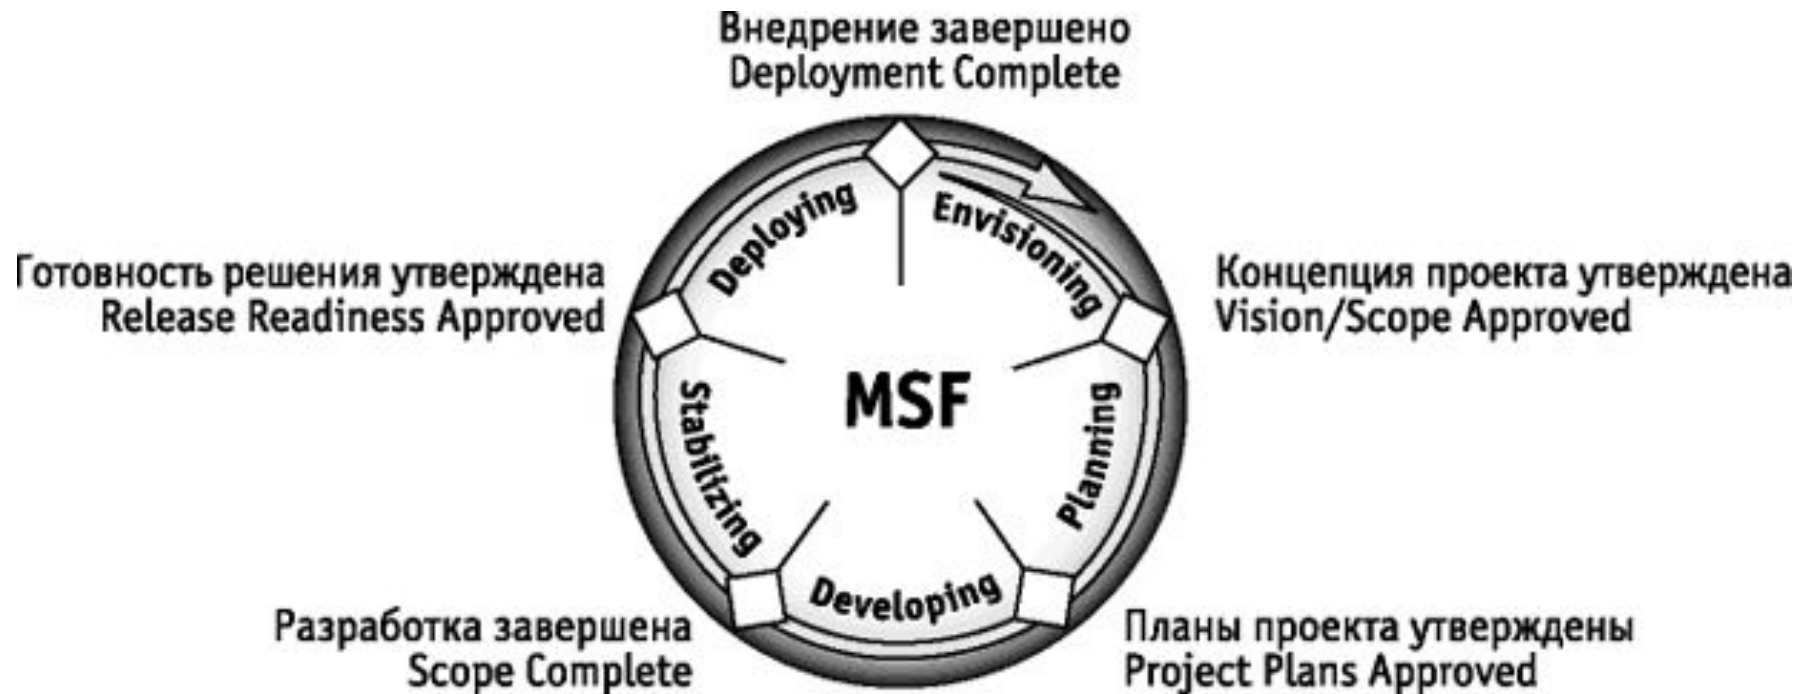 Внедрение завершено
Deployment Complete
Deploying
Envisioning
Готовность решения утверждена
Release Readiness Approved
Концепция проекта утверждена
Vision/Scope Approved
MSF
Stabilizing
Planning
Developing
Разработка завершена
Scope Complete
Планы проекта утверждены
Project Plans Approved